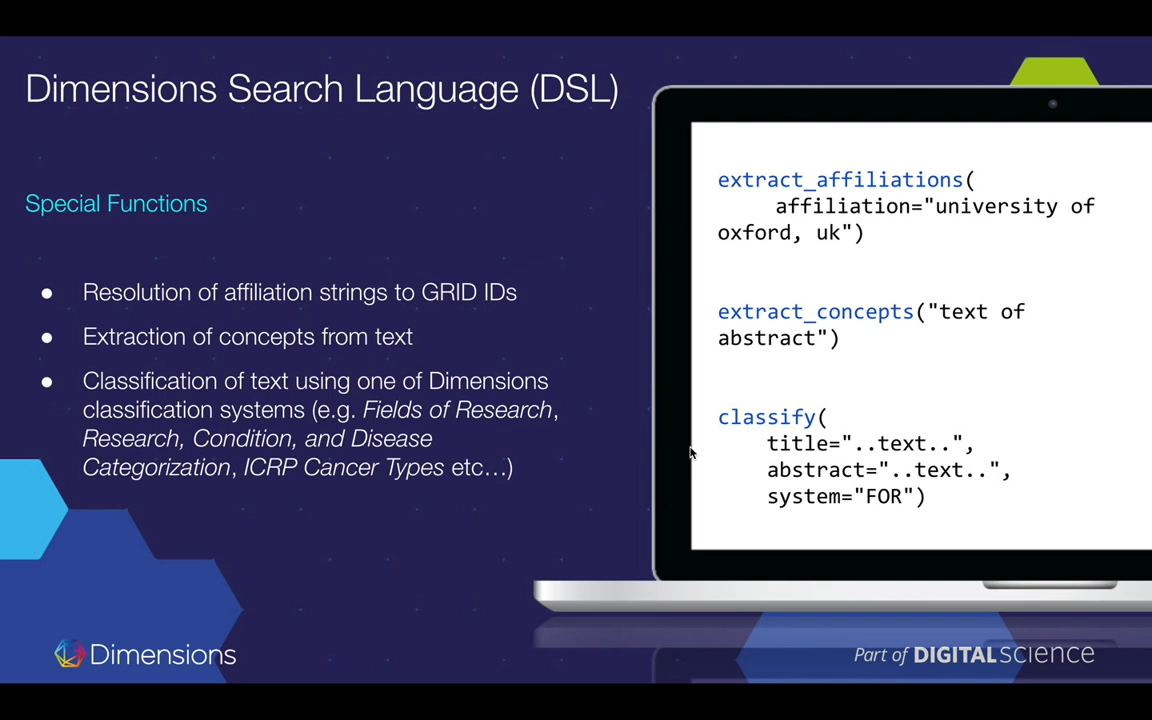 Dimensions Search Language (DSL)
Special Functions
● Resolution of affiliation strings to GRID IDs
● Extraction of concepts from text
● Classification of text using one of Dimensions
classification systems (e.g. Fields of Research,
Research, Condition, and Disease
Categorization, ICRP Cancer Types etc…)
extract_affiliations(
affiliation="university of
oxford, uk")
extract_concepts("text of
abstract")
classify(
title="..text..",
abstract="..text..",
system="FOR")
Dimensions
Part of DIGITALSCIENCE